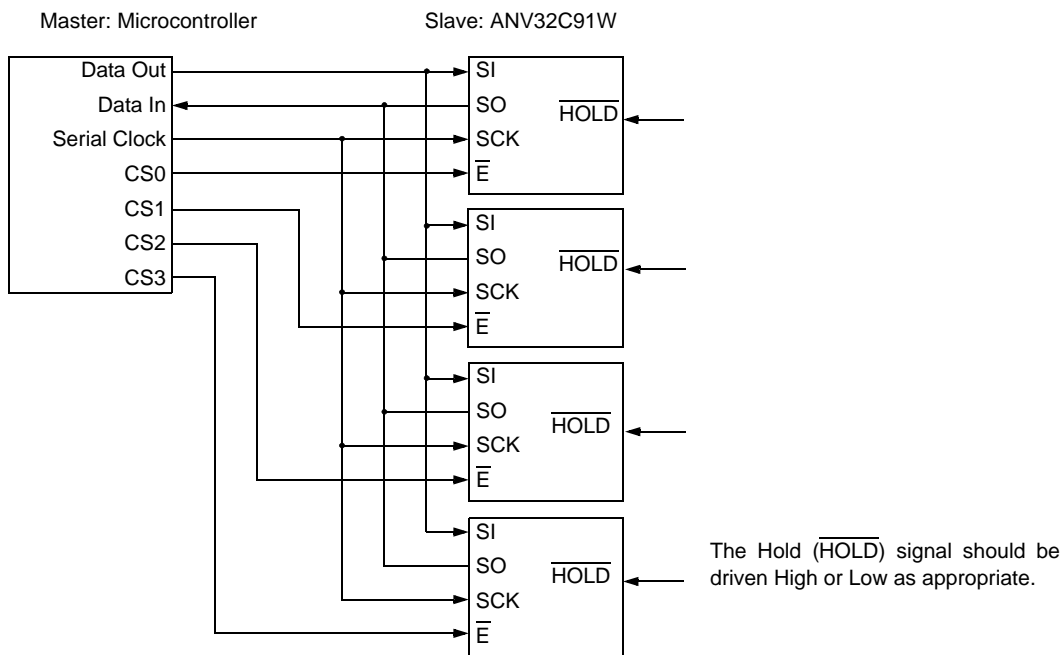 Master: Microcontroller
Slave: ANV32C91W
Data Out
Data In
Serial Clock
CS0
CS1
CS2
CS3
SI
SO
HOLD
SCK
E
SI
SO
HOLD
SCK
E
SI
SO
HOLD
SCK
E
SI
SO
HOLD
SCK
E
The Hold (HOLD) signal should be
driven High or Low as appropriate.